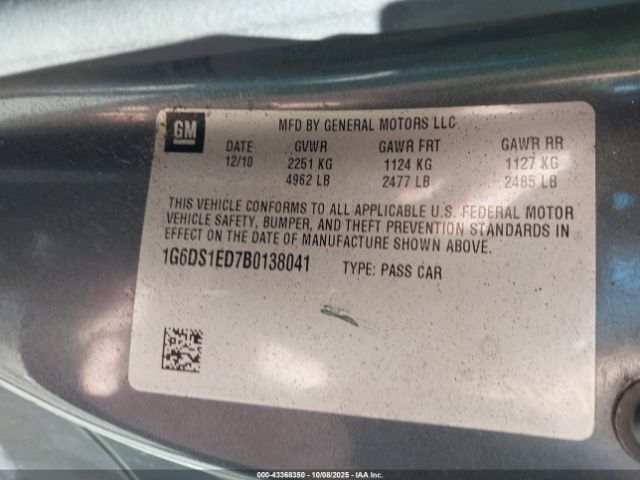 GM
MFD BY GENERAL MOTORS LLC
DATE GVWR GAWR FRT GAWR RR
12/10 2251 KG 1124 KG 1127 KG
4962 LB 2477 LB 2485 LB
THIS VEHICLE CONFORMS TO ALL APPLICABLE U.S. FEDERAL MOTOR
VEHICLE SAFETY, BUMPER, AND THEFT PREVENTION STANDARDS IN
EFFECT ON THE DATE OF MANUFACTURE SHOWN ABOVE.
1G6DS1ED7B0138041 TYPE: PASS CAR
000-43368350 - 10/08/2025 - IAA Inc.